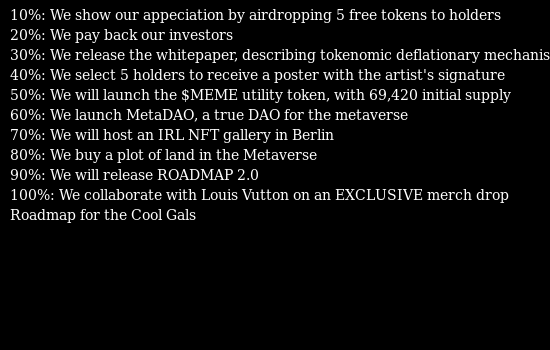 10%: We show our appeciation by airdropping 5 free tokens to holders
20%: We pay back our investors
30%: We release the whitepaper, describing tokenomic deflationary mechanis
40%: We select 5 holders to receive a poster with the artist's signature
50%: We will launch the $MEME utility token, with 69,420 initial supply
60%: We launch MetaDAO, a true DAO for the metaverse
70%: We will host an IRL NFT gallery in Berlin
80%: We buy a plot of land in the Metaverse
90%: We will release ROADMAP 2.0
100%: We collaborate with Louis Vutton on an EXCLUSIVE merch drop
Roadmap for the Cool Gals